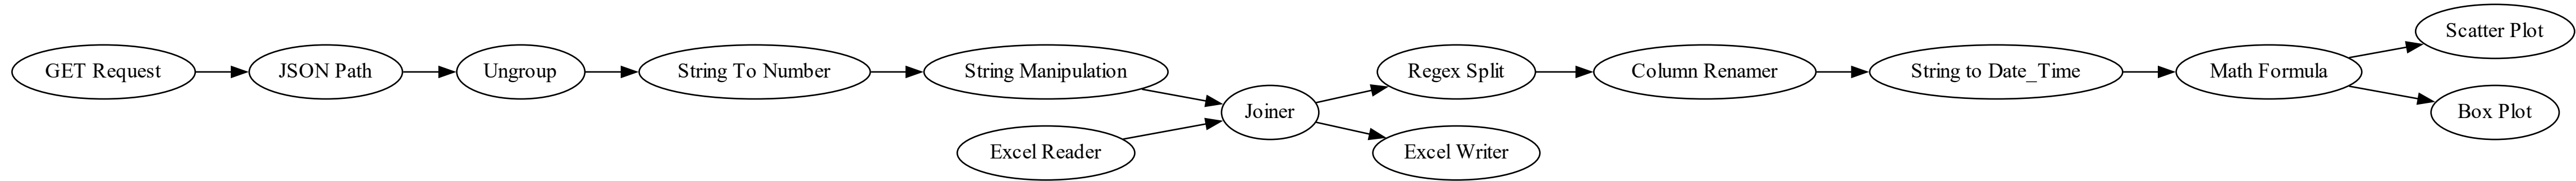 GET Request
JSON Path
Ungroup
String To Number
String Manipulation
Excel Reader
Joiner
Regex Split
Excel Writer
Column Renamer
String to Date_Time
Math Formula
Scatter Plot
Box Plot